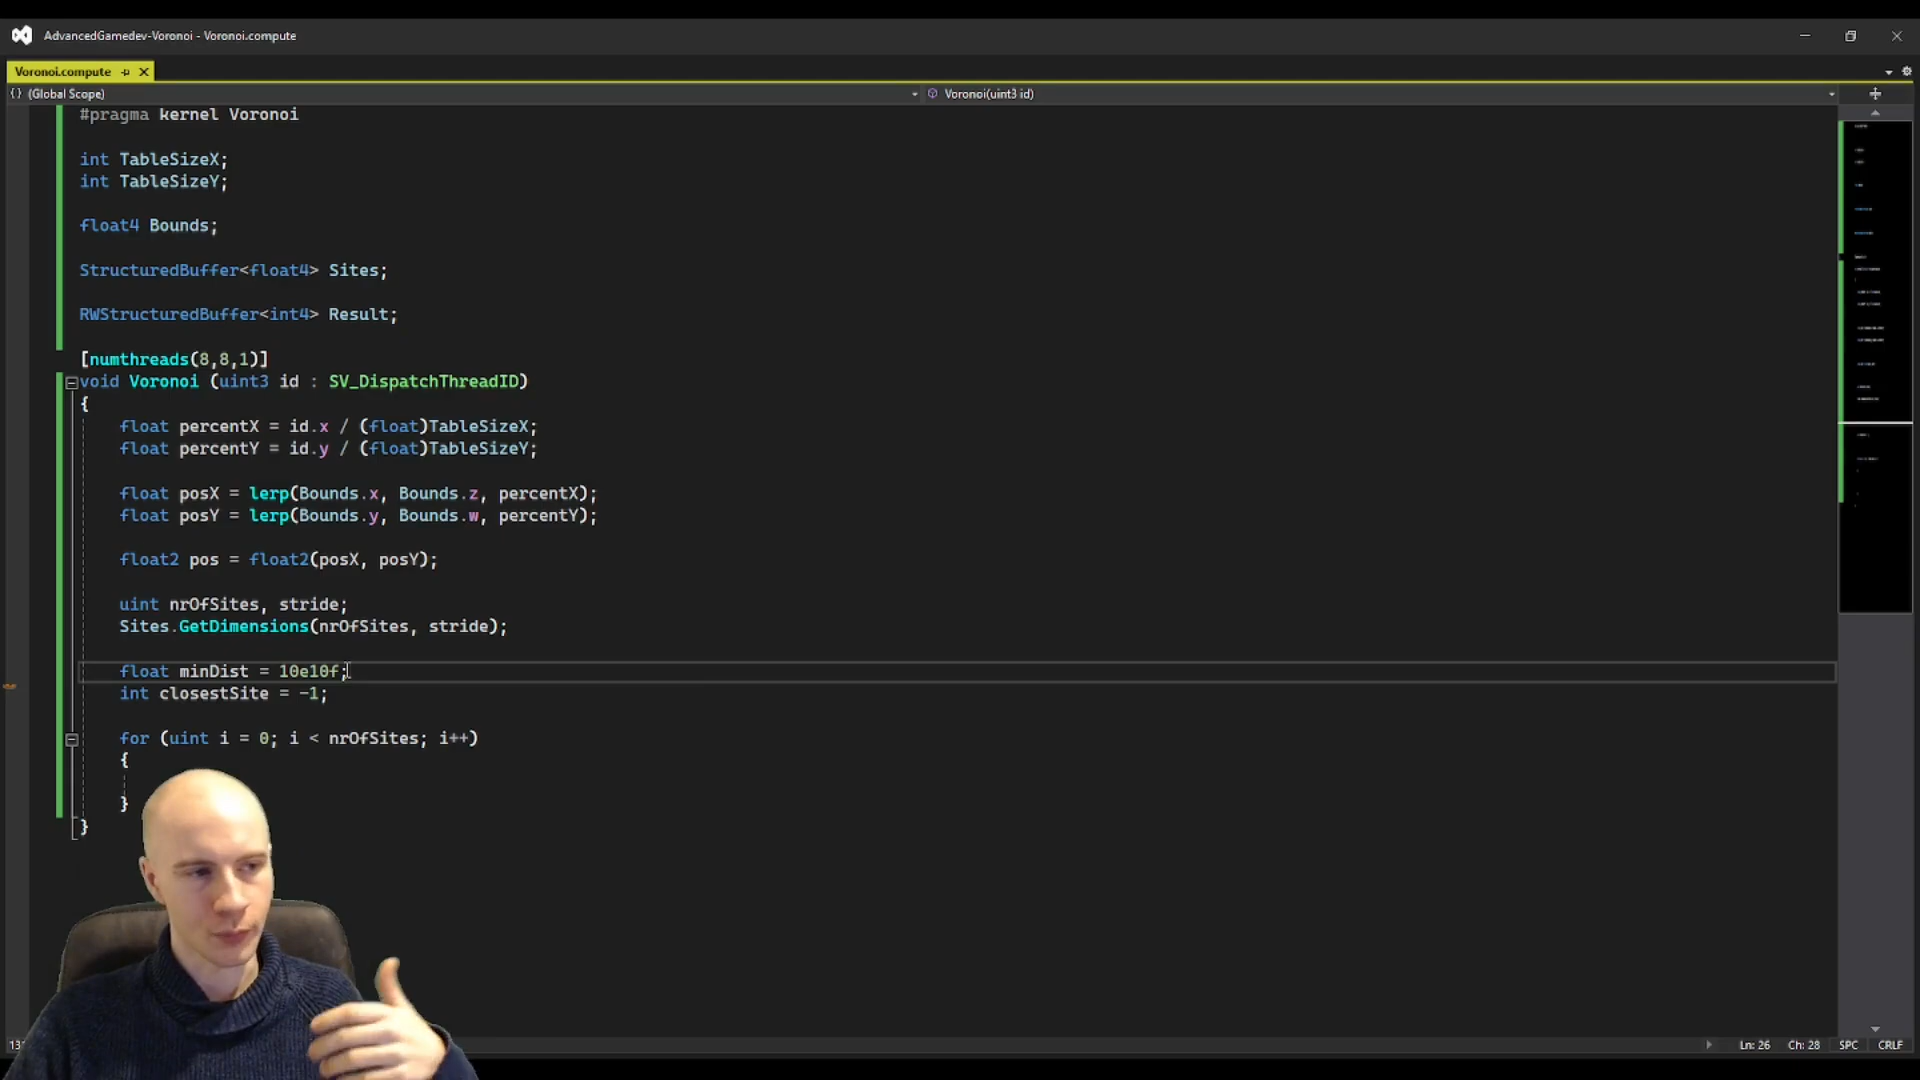 AdvancedGamedev-Voronoi - Voronoi.compute
Voronoi.compute
{} (Global Scope)
Voronoi(uint3 id)
#pragma kernel Voronoi
int TableSizeX;
int TableSizeY;
float4 Bounds;
StructuredBuffer<float4> Sites;
RWStructuredBuffer<int4> Result;
[numthreads(8,8,1)]
void Voronoi (uint3 id : SV_DispatchThreadID)
{
float percentX = id.x / (float)TableSizeX;
float percentY = id.y / (float)TableSizeY;
float posX = lerp(Bounds.x, Bounds.z, percentX);
float posY = lerp(Bounds.y, Bounds.w, percentY);
float2 pos = float2(posX, posY);
uint nrOfSites, stride;
Sites.GetDimensions(nrOfSites, stride);
float minDist = 10e10f;
int closestSite = -1;
for (uint i = 0; i < nrOfSites; i++)
{
}
}
Ln: 26 Ch: 28 SPC CRLF